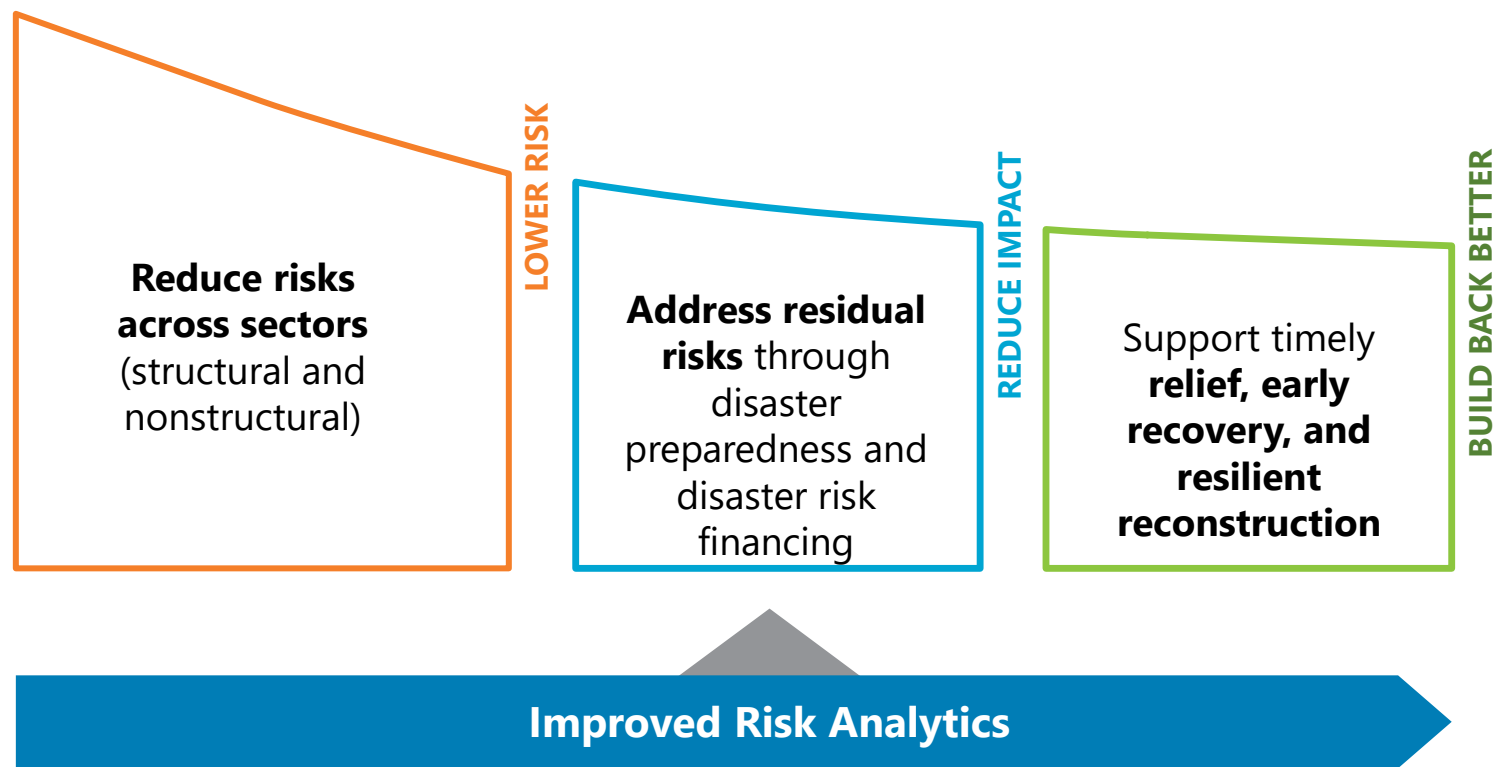 Reduce risks
across sectors
(structural and
nonstructural)
LOWER RISK
Address residual
risks through
disaster
preparedness and
disaster risk
financing
REDUCE IMPACT
Support timely
relief, early
recovery, and
resilient
reconstruction
BUILD BACK BETTER
Improved Risk Analytics